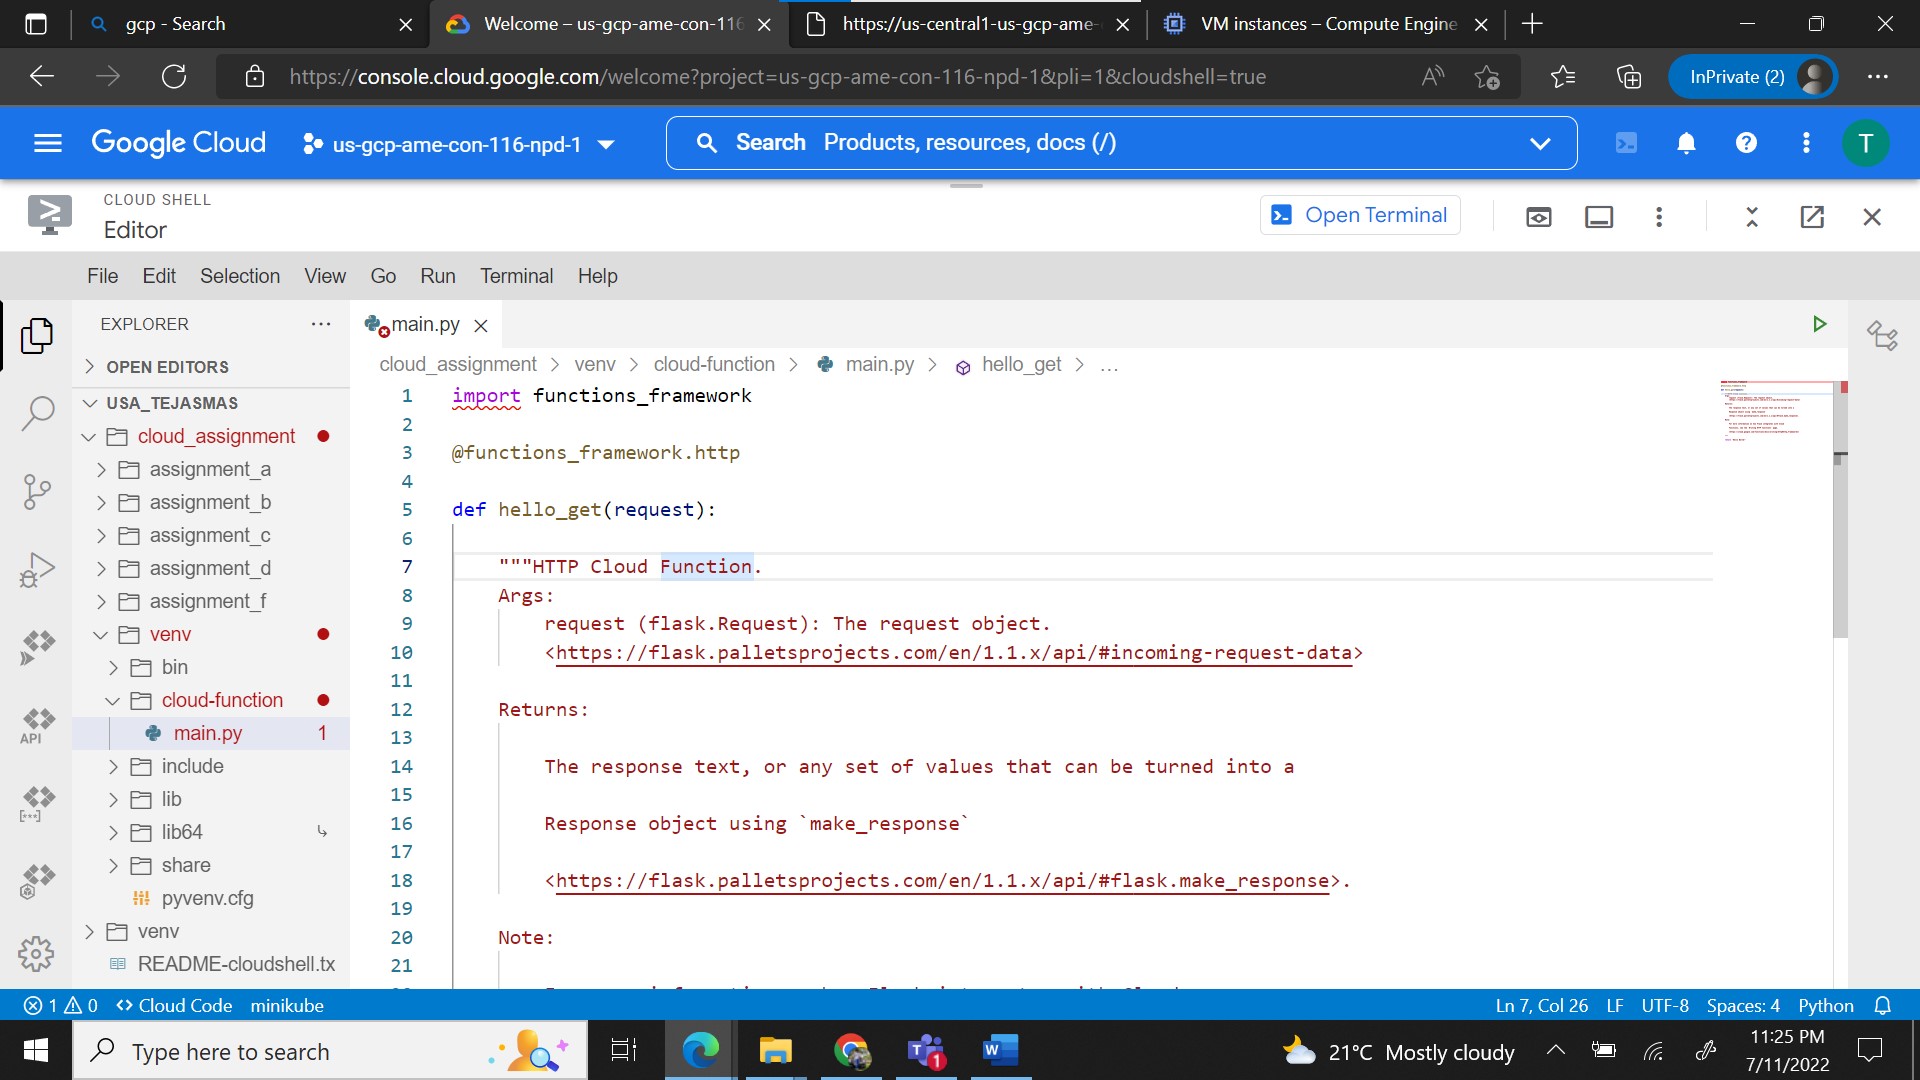 gcp - Search
Welcome – us-gcp-ame-con-116
https://us-central1-us-gcp-ame-
VM instances – Compute Engine
https://console.cloud.google.com/welcome?project=us-gcp-ame-con-116-npd-1&pli=1&cloudshell=true
InPrivate (2)
Google Cloud
us-gcp-ame-con-116-npd-1
Search Products, resources, docs (/)
T
CLOUD SHELL
Editor
Open Terminal
File Edit Selection View Go Run Terminal Help
EXPLORER
OPEN EDITORS
USA_TEJASMAS
cloud_assignment
assignment_a
assignment_b
assignment_c
assignment_d
assignment_f
venv
bin
cloud-function
main.py 1
include
lib
lib64
share
pyvenv.cfg
venv
README-cloudshell.tx
API
main.py
cloud_assignment > venv > cloud-function > main.py > hello_get > ...
1 import functions_framework
2
3 @functions_framework.http
4
5 def hello_get(request):
6
7 """HTTP Cloud Function.
8 Args:
9 request (flask.Request): The request object.
10 <https://flask.palletsprojects.com/en/1.1.x/api/#incoming-request-data>
11
12 Returns:
13
14 The response text, or any set of values that can be turned into a
15
16 Response object using `make_response`
17
18 <https://flask.palletsprojects.com/en/1.1.x/api/#flask.make_response>.
19
20 Note:
21
1 0 <> Cloud Code minikube
Ln 7, Col 26 LF UTF-8 Spaces: 4 Python
Type here to search
1
21°C Mostly cloudy
11:25 PM
7/11/2022